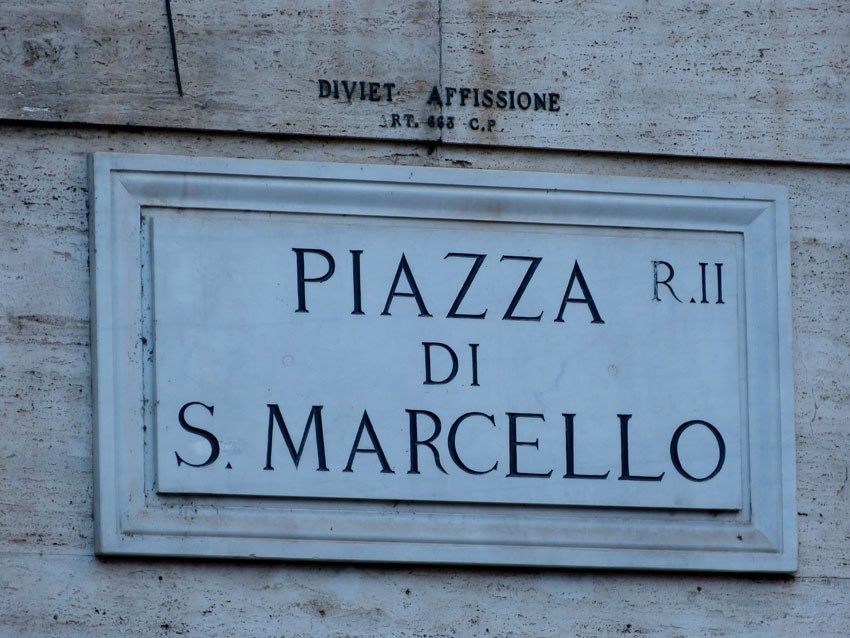 DIVIET AFFISSIONE
RT. 663 C.P.
PIAZZA R.II
DI
S. MARCELLO